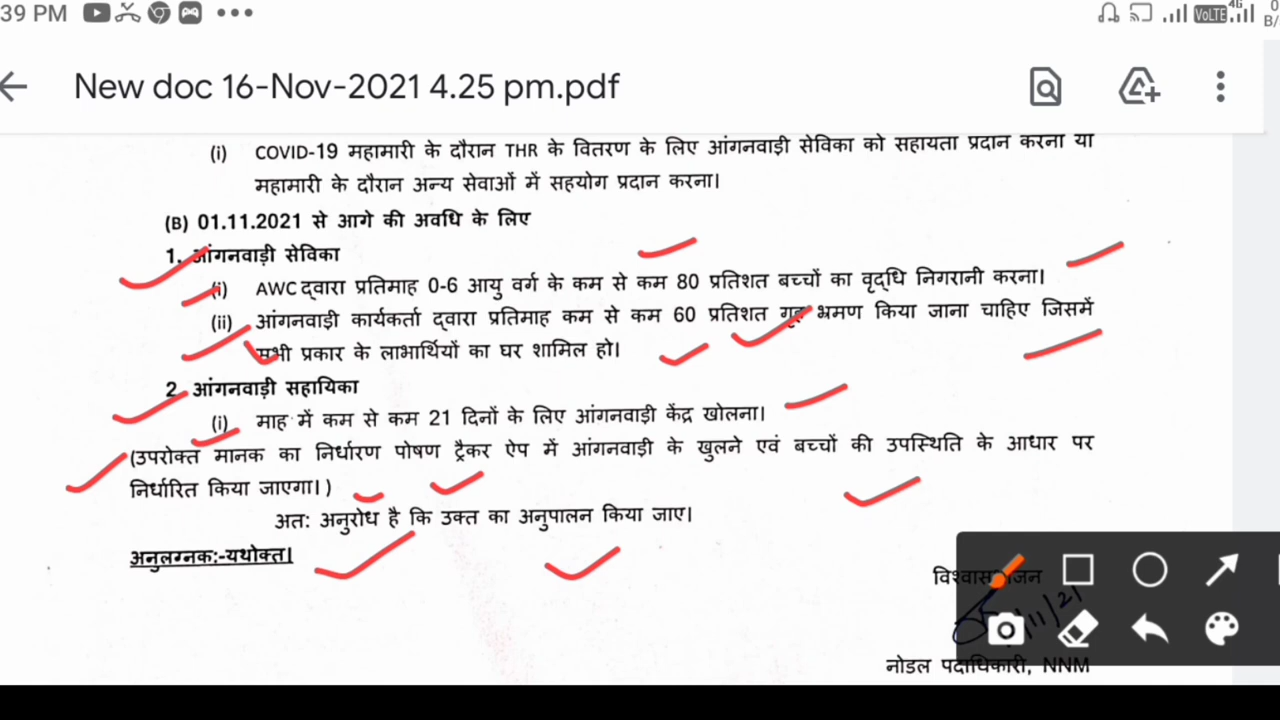 39 PM
VoLTE 4G
B/
New doc 16-Nov-2021 4.25 pm.pdf
(i) COVID-19 महामारी के दौरान THR के वितरण के लिए आंगनवाड़ी सेविका को सहायता प्रदान करना या
महामारी के दौरान अन्य सेवाओं में सहयोग प्रदान करना।
(B) 01.11.2021 से आगे की अवधि के लिए
1. आंगनवाड़ी सेविका
(i) AWC द्वारा प्रतिमाह 0-6 आयु वर्ग के कम से कम 80 प्रतिशत बच्चों का वृद्धि निगरानी करना।
(ii) आंगनवाड़ी कार्यकर्ता द्वारा प्रतिमाह कम से कम 60 प्रतिशत गृह भ्रमण किया जाना चाहिए जिसमें
सभी प्रकार के लाभार्थियों का घर शामिल हो।
2. आंगनवाड़ी सहायिका
(i) माह में कम से कम 21 दिनों के लिए आंगनवाड़ी केंद्र खोलना।
(उपरोक्त मानक का निर्धारण पोषण ट्रैकर ऐप में आंगनवाड़ी के खुलने एवं बच्चों की उपस्थिति के आधार पर
निर्धारित किया जाएगा।)
अत: अनुरोध है कि उक्त का अनुपालन किया जाए।
अनुलग्नक:-यथोक्त।
नोडल पदाधिकारी, NNM